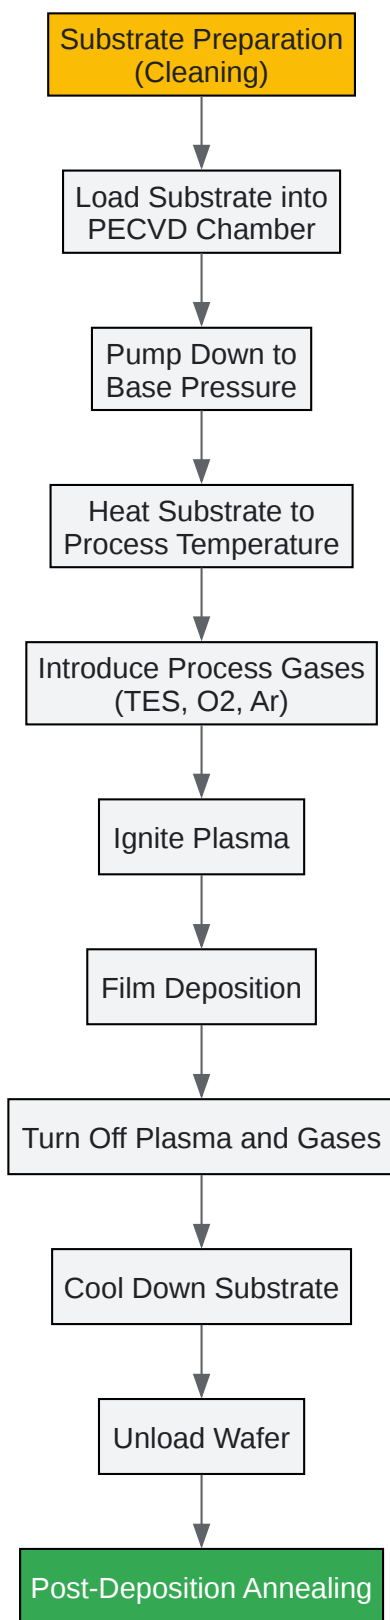 Substrate Preparation
(Cleaning)
Load Substrate into
PECVD Chamber
Pump Down to
Base Pressure
Heat Substrate to
Process Temperature
Introduce Process Gases
(TES, O2, Ar)
Ignite Plasma
Film Deposition
Turn Off Plasma and Gases
Cool Down Substrate
Unload Wafer
Post-Deposition Annealing